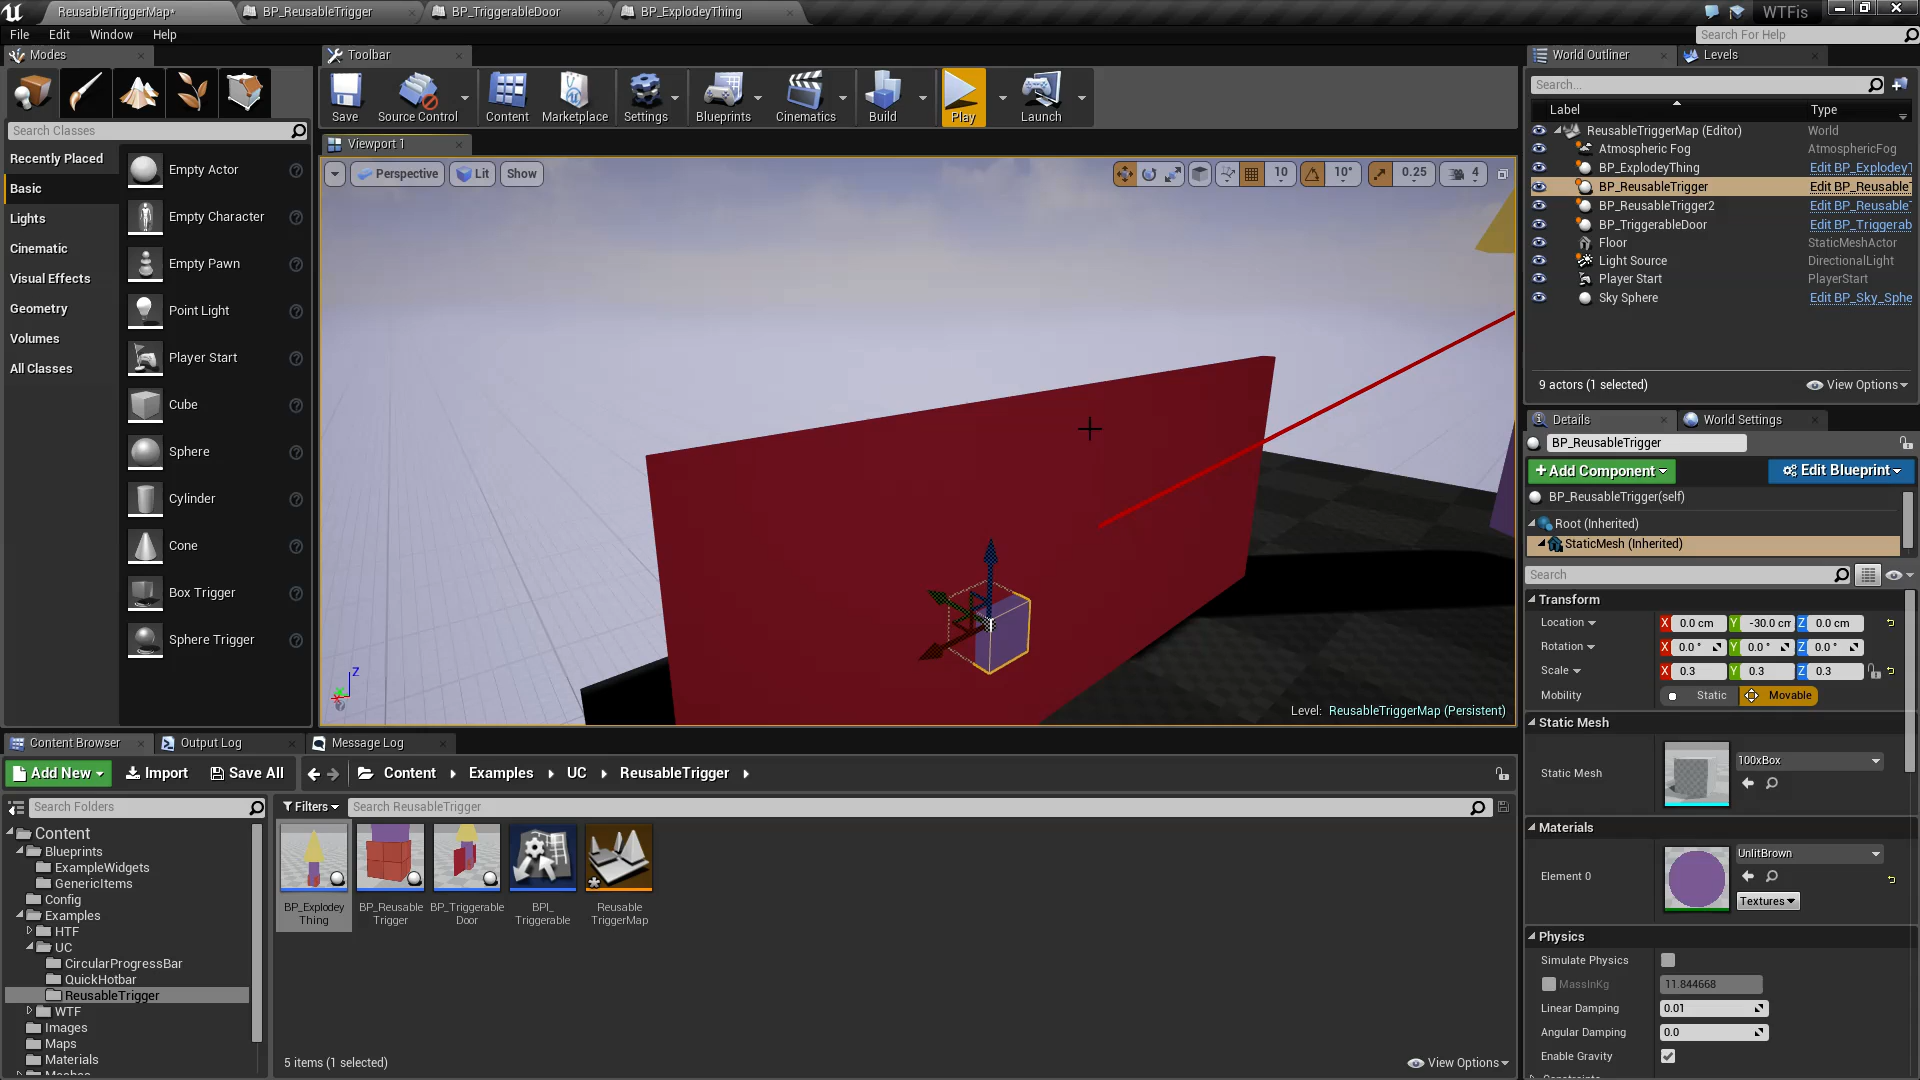 ReusableTriggerMap*
BP_ReusableTrigger
BP_TriggerableDoor
BP_ExplodeyThing
WTFis
File
Edit
Window
Help
Search For Help
Modes
Toolbar
World Outliner
Levels
Save
Source Control
Content
Marketplace
Settings
Blueprints
Cinematics
Build
Play
Launch
Search...
Label
Type
Search Classes
Viewport 1
ReusableTriggerMap (Editor)
World
Atmospheric Fog
AtmosphericFog
BP_ExplodeyThing
Edit BP_ExplodeyT
BP_ReusableTrigger
Edit BP_Reusable
BP_ReusableTrigger2
Edit BP_Reusable
BP_TriggerableDoor
Edit BP_Triggerab
Floor
StaticMeshActor
Light Source
DirectionalLight
Player Start
PlayerStart
Sky Sphere
Edit BP_Sky_Sphe
9 actors (1 selected)
View Options
Recently Placed
Basic
Lights
Cinematic
Visual Effects
Geometry
Volumes
All Classes
Empty Actor
Empty Character
Empty Pawn
Point Light
Player Start
Cube
Sphere
Cylinder
Cone
Box Trigger
Sphere Trigger
Perspective
Lit
Show
10
10°
0.25
4
Z
Level: ReusableTriggerMap (Persistent)
Details
World Settings
BP_ReusableTrigger
+Add Component
Edit Blueprint
BP_ReusableTrigger(self)
Root (Inherited)
StaticMesh (Inherited)
Search
Transform
Location
X 0.0 cm Y -30.0 cm Z 0.0 cm
Rotation
X 0.0 ° Y 0.0 ° Z 0.0 °
Scale
X 0.3 Y 0.3 Z 0.3
Mobility
Static
Movable
Static Mesh
Static Mesh
100xBox
Materials
Element 0
UnlitBrown
Textures
Physics
Simulate Physics
MassInKg
11.844668
Linear Damping
0.01
Angular Damping
0.0
Enable Gravity
Content Browser
Output Log
Message Log
Add New
Import
Save All
Content
Examples
UC
ReusableTrigger
Search Folders
Filters
Search ReusableTrigger
Content
Blueprints
ExampleWidgets
GenericItems
Config
Examples
HTF
UC
CircularProgressBar
QuickHotbar
ReusableTrigger
WTF
Images
Maps
Materials
BP_Explodey
Thing
BP_Reusable
Trigger
BP_Triggerable
Door
BPI_
Triggerable
Reusable
TriggerMap
5 items (1 selected)
View Options